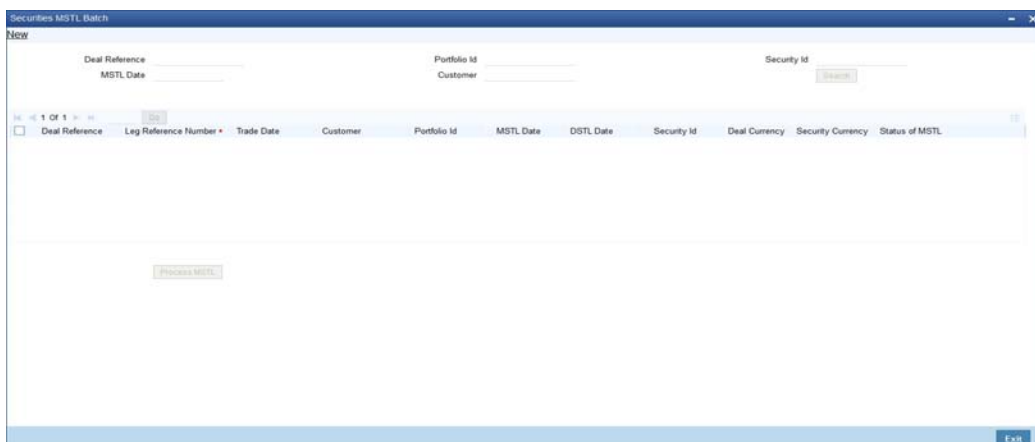 Securities MSTL Batch
New
Deal Reference Portfolio Id Security Id
MSTL Date Customer Search
1 Of 1 Go
Deal Reference Leg Reference Number * Trade Date Customer Portfolio Id MSTL Date DSTL Date Security Id Deal Currency Security Currency Status of MSTL
Process MSTL
Exit